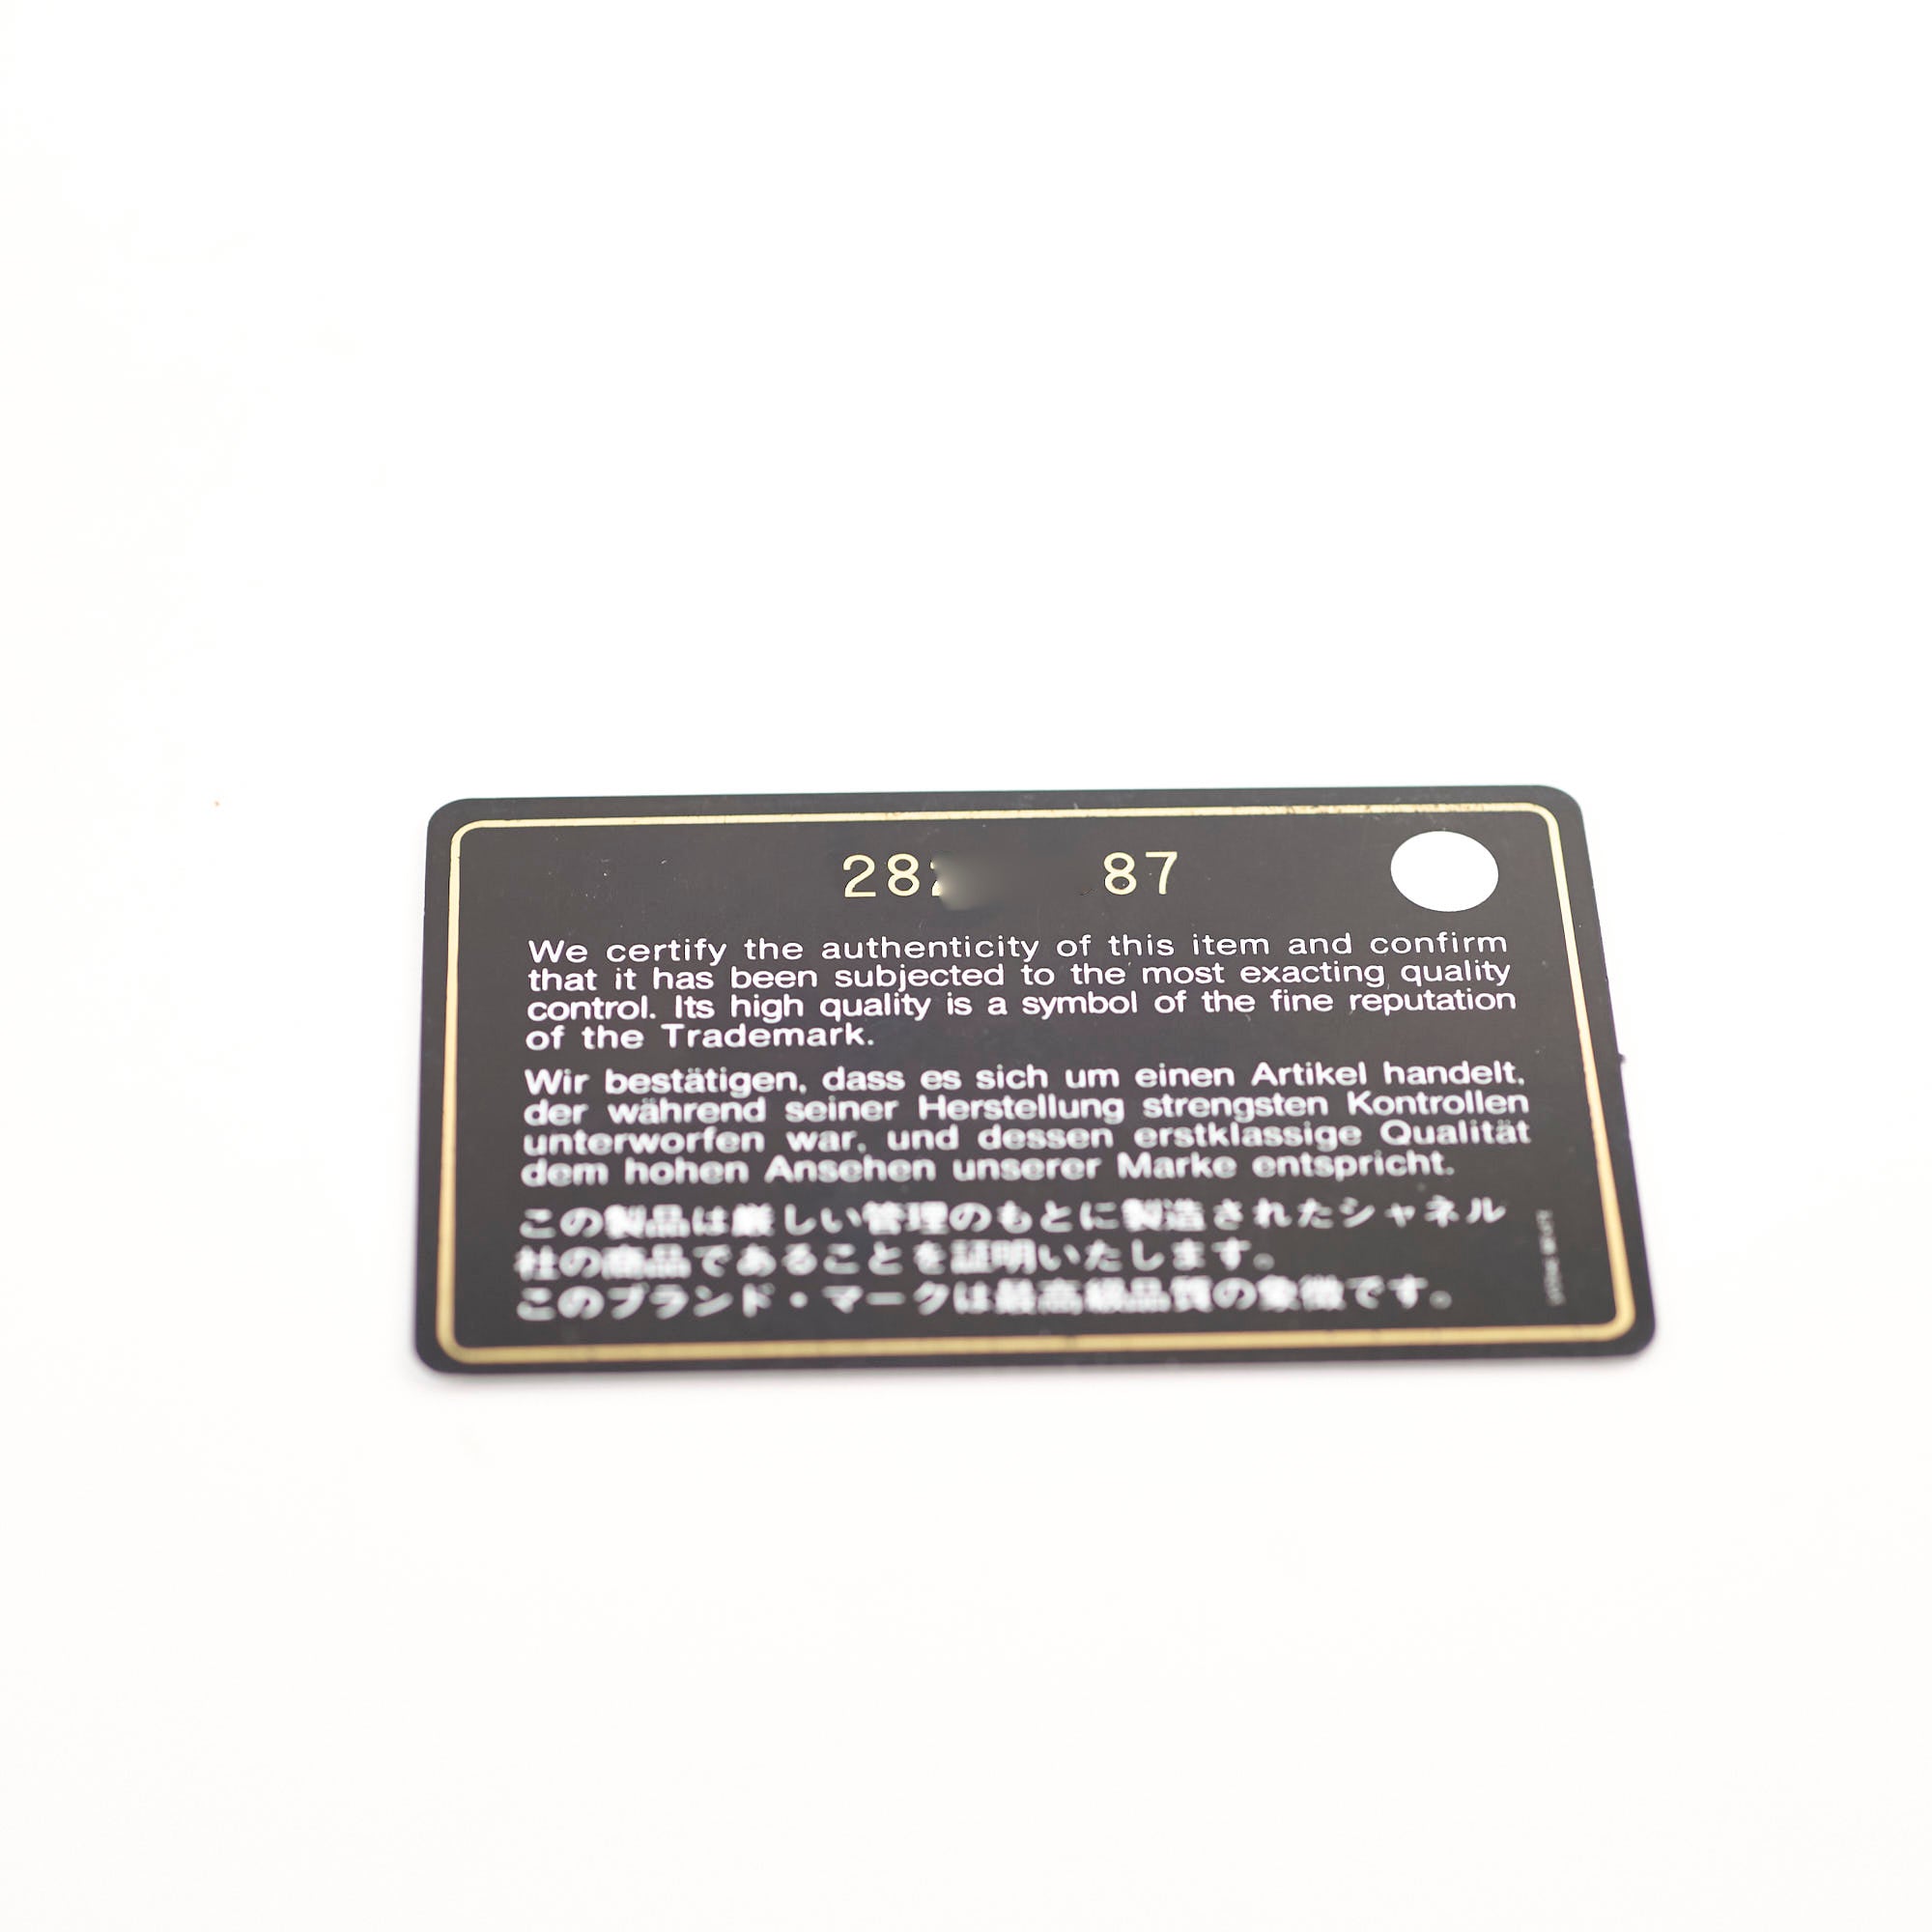 28 87
We certify the authenticity of this item and confirm
that it has been subjected to the most exacting quality
control. Its high quality is a symbol of the fine reputation
of the Trademark.
Wir bestätigen, dass es sich um einen Artikel handelt,
der während seiner Herstellung strengsten Kontrollen
unterworfen war, und dessen erstklassige Qualität
dem hohen Ansehen unserer Marke entspricht.
この製品は厳しい管理のもとに製造されたシャネル
社の商品であることを証明いたします。
このブランド・マークは最高級品質の象徴です。